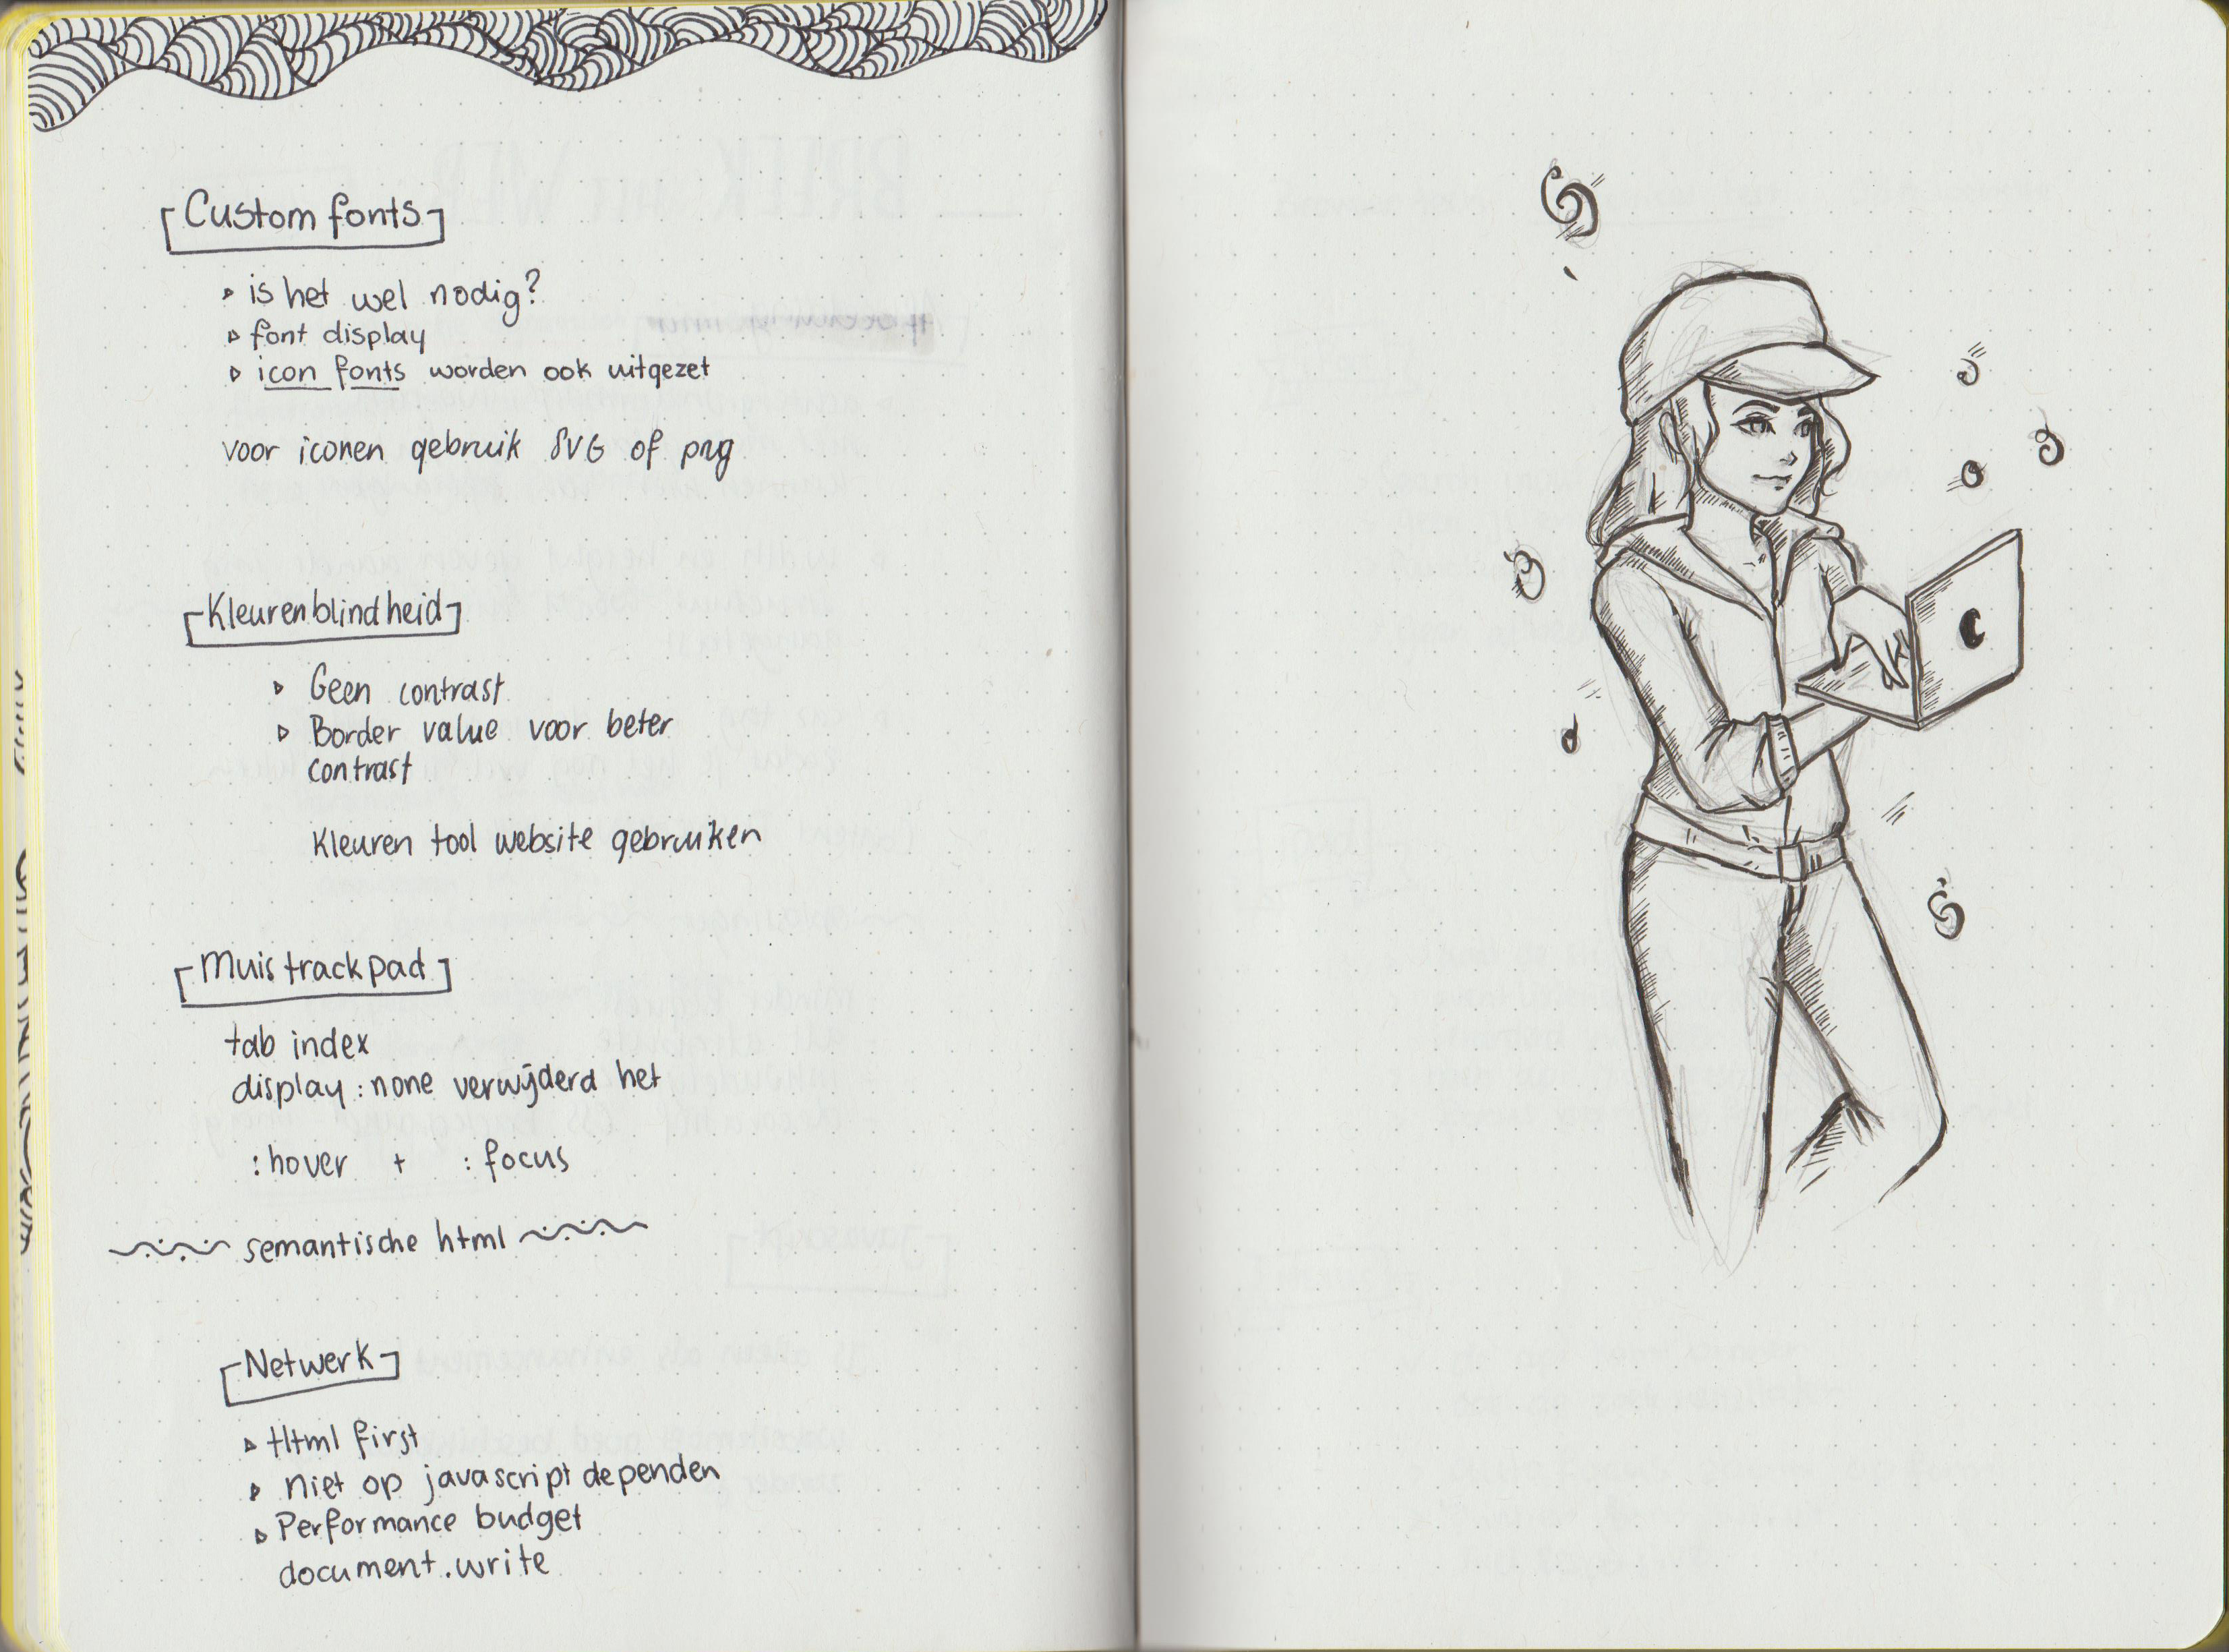 Custom fonts
is het wel nodig?
font display
icon fonts worden ook uitgezet
voor iconen gebruik SVG of png
Kleurenblindheid
Geen contrast
Border value voor beter
contrast
Kleuren tool website gebruiken
Muis trackpad
tab index
display: none verwijderd het
:hover + :focus
semantische html
Netwerk
Html first
niet op javascript dependen
Performance budget
document.write